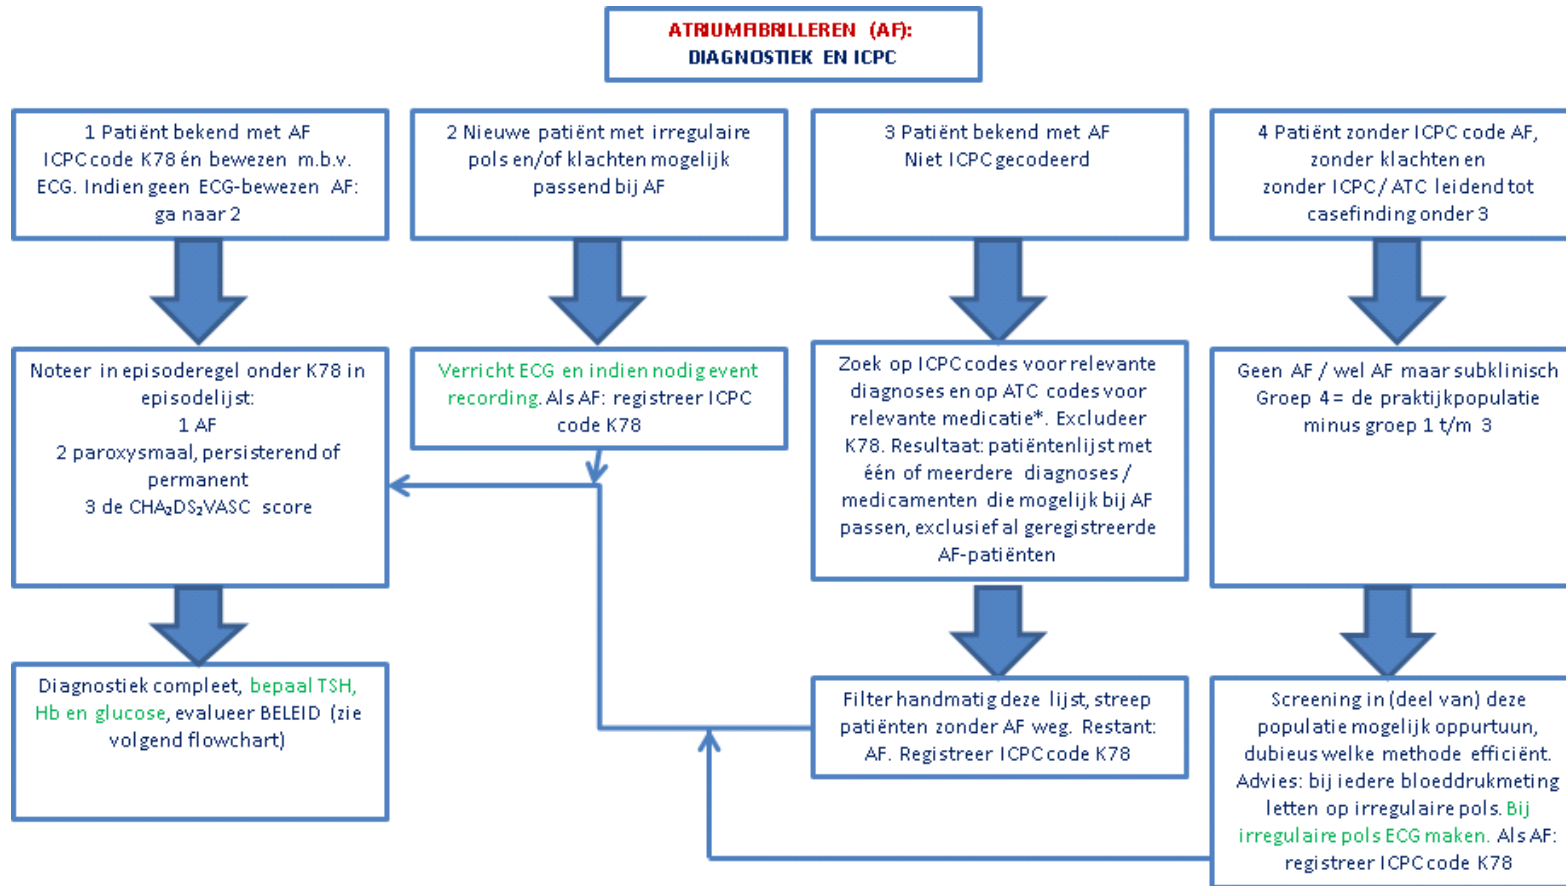 ATRIUMFIBRILLEREN (AF):
DIAGNOSTIEK EN ICPC
1 Patiënt bekend met AF
ICPC code K78 én bewezen m.b.v.
ECG. Indien geen ECG-bewezen AF:
ga naar 2
2 Nieuwe patiënt met irregulaire
pols en/of klachten mogelijk
passend bij AF
3 Patiënt bekend met AF
Niet ICPC gecodeerd
4 Patiënt zonder ICPC code AF,
zonder klachten en
zonder ICPC / ATC leidend tot
casefinding onder 3
Noteer in episoderegel onder K78 in
episodelijst:
1 AF
2 paroxysmaal, persisterend of
permanent
3 de CHA₂DS₂VASC score
Verricht ECG en indien nodig event
recording. Als AF: registreer ICPC
code K78
Zoek op ICPC codes voor relevante
diagnoses en op ATC codes voor
relevante medicatie*. Excludeer
K78. Resultaat: patiëntenlijst met
één of meerdere diagnoses /
medicamenten die mogelijk bij AF
passen, exclusief al geregistreerde
AF-patiënten
Geen AF / wel AF maar subklinisch
Groep 4 = de praktijkpopulatie
minus groep 1 t/m 3
Diagnostiek compleet, bepaal TSH,
Hb en glucose, evalueer BELEID (zie
volgend flowchart)
Filter handmatig deze lijst, streep
patiënten zonder AF weg. Restant:
AF. Registreer ICPC code K78
Screening in (deel van) deze
populatie mogelijk oppurtuun,
dubieus welke methode efficiënt.
Advies: bij iedere bloeddrukmeting
letten op irregulaire pols. Bij
irregulaire pols ECG maken. Als AF:
registreer ICPC code K78